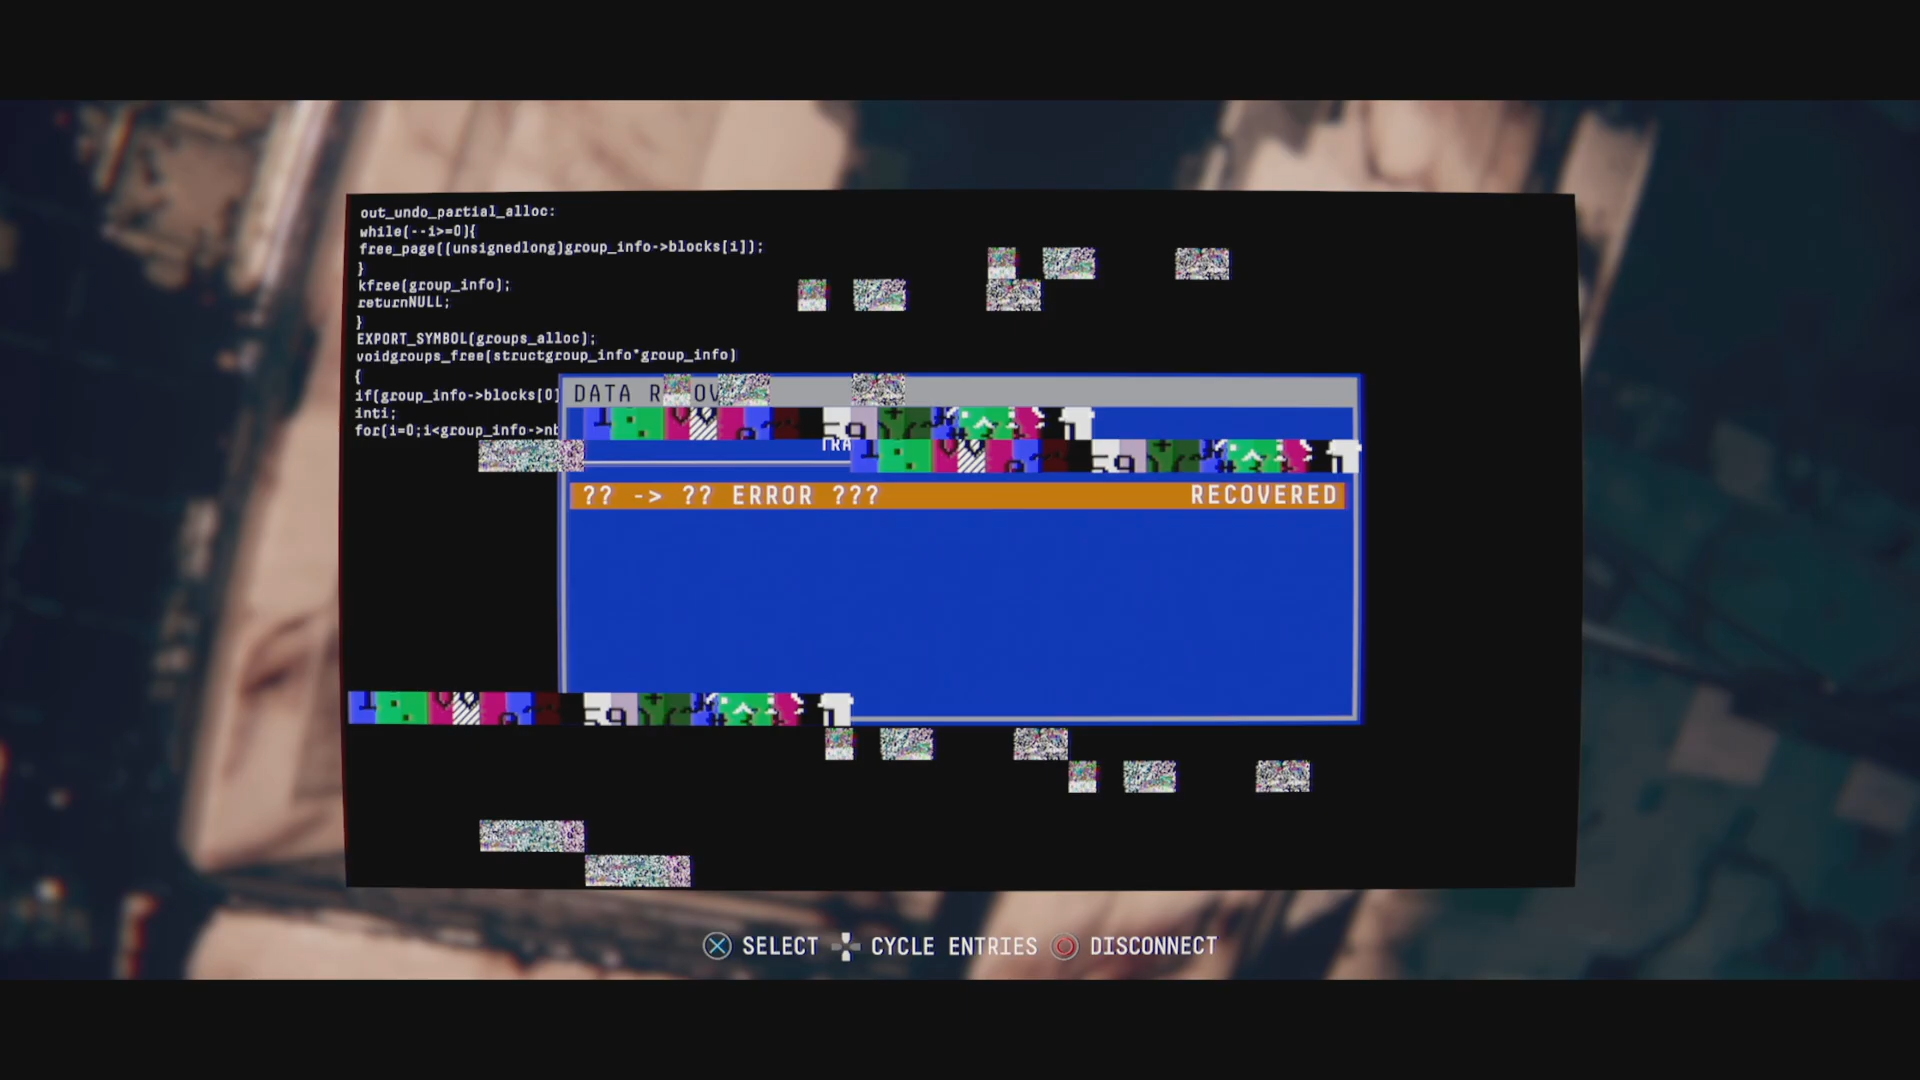 out_undo_partial_alloc:
while(--i>=0){
free_page((unsignedlong)group_info->blocks[i]);
}
kfree(group_info);
returnNULL;
}
EXPORT_SYMBOL(groups_alloc);
voidgroups_free(structgroup_info*group_info)
{
if(group_info->blocks[0]
inti;
for(i=0;i<group_info->nb
DATA
?? -> ?? ERROR ??? RECOVERED
SELECT CYCLE ENTRIES DISCONNECT